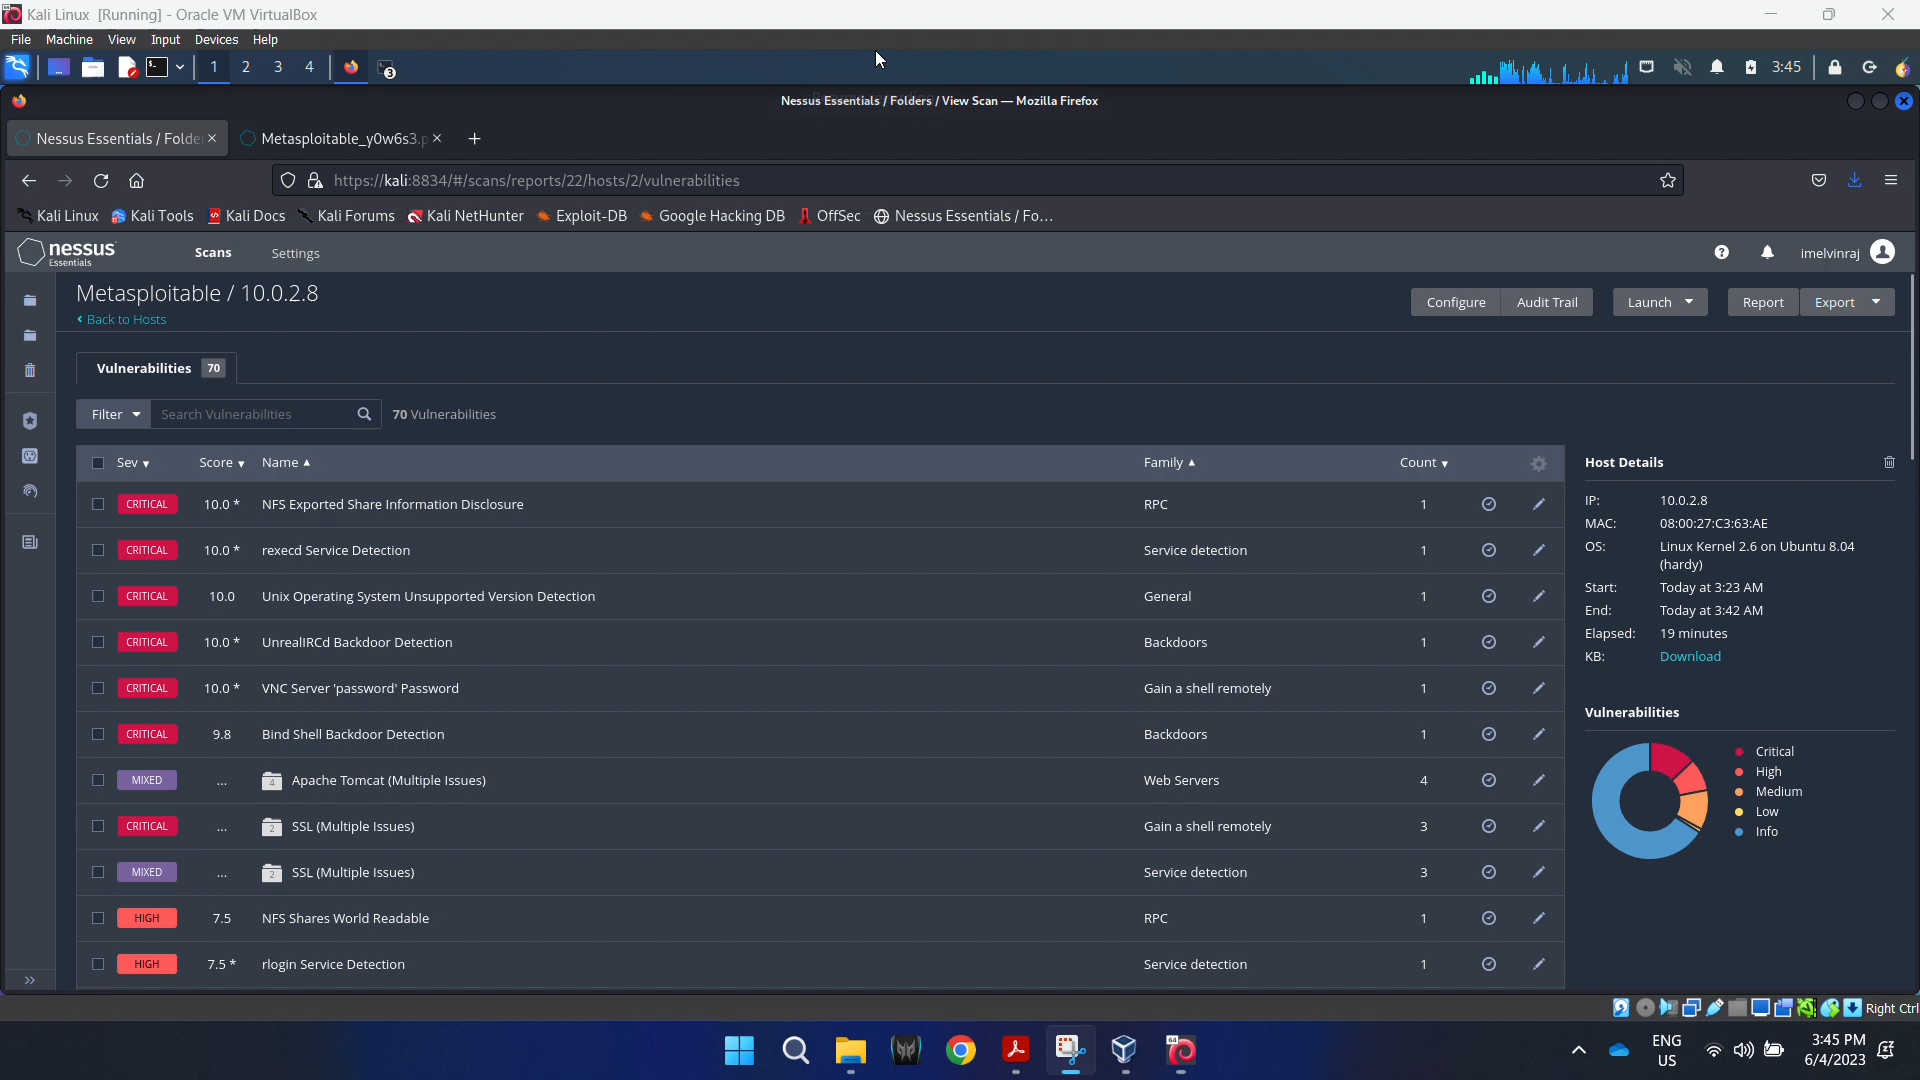 Kali Linux [Running] - Oracle VM VirtualBox
File Machine View Input Devices Help
1 2 3 4 3 3:45
Nessus Essentials / Folders / View Scan — Mozilla Firefox
Nessus Essentials / Folde Metasploitable_y0w6s3.p
https://kali:8834/#/scans/reports/22/hosts/2/vulnerabilities
Kali Linux Kali Tools Kali Docs Kali Forums Kali NetHunter Exploit-DB Google Hacking DB OffSec Nessus Essentials / Fo…
nessus Essentials Scans Settings imelvinraj
Metasploitable / 10.0.2.8
Configure Audit Trail Launch Report Export
Back to Hosts
Vulnerabilities 70
Filter Search Vulnerabilities 70 Vulnerabilities
Sev Score Name Family Count
CRITICAL 10.0 * NFS Exported Share Information Disclosure RPC 1
CRITICAL 10.0 * rexecd Service Detection Service detection 1
CRITICAL 10.0 Unix Operating System Unsupported Version Detection General 1
CRITICAL 10.0 * UnrealIRCd Backdoor Detection Backdoors 1
CRITICAL 10.0 * VNC Server 'password' Password Gain a shell remotely 1
CRITICAL 9.8 Bind Shell Backdoor Detection Backdoors 1
MIXED ... 4 Apache Tomcat (Multiple Issues) Web Servers 4
CRITICAL ... 2 SSL (Multiple Issues) Gain a shell remotely 3
MIXED ... 2 SSL (Multiple Issues) Service detection 3
HIGH 7.5 NFS Shares World Readable RPC 1
HIGH 7.5 * rlogin Service Detection Service detection 1
Host Details
IP: 10.0.2.8
MAC: 08:00:27:C3:63:AE
OS: Linux Kernel 2.6 on Ubuntu 8.04
(hardy)
Start: Today at 3:23 AM
End: Today at 3:42 AM
Elapsed: 19 minutes
KB: Download
Vulnerabilities
Critical
High
Medium
Low
Info
Right Ctrl
ENG
US
3:45 PM
6/4/2023